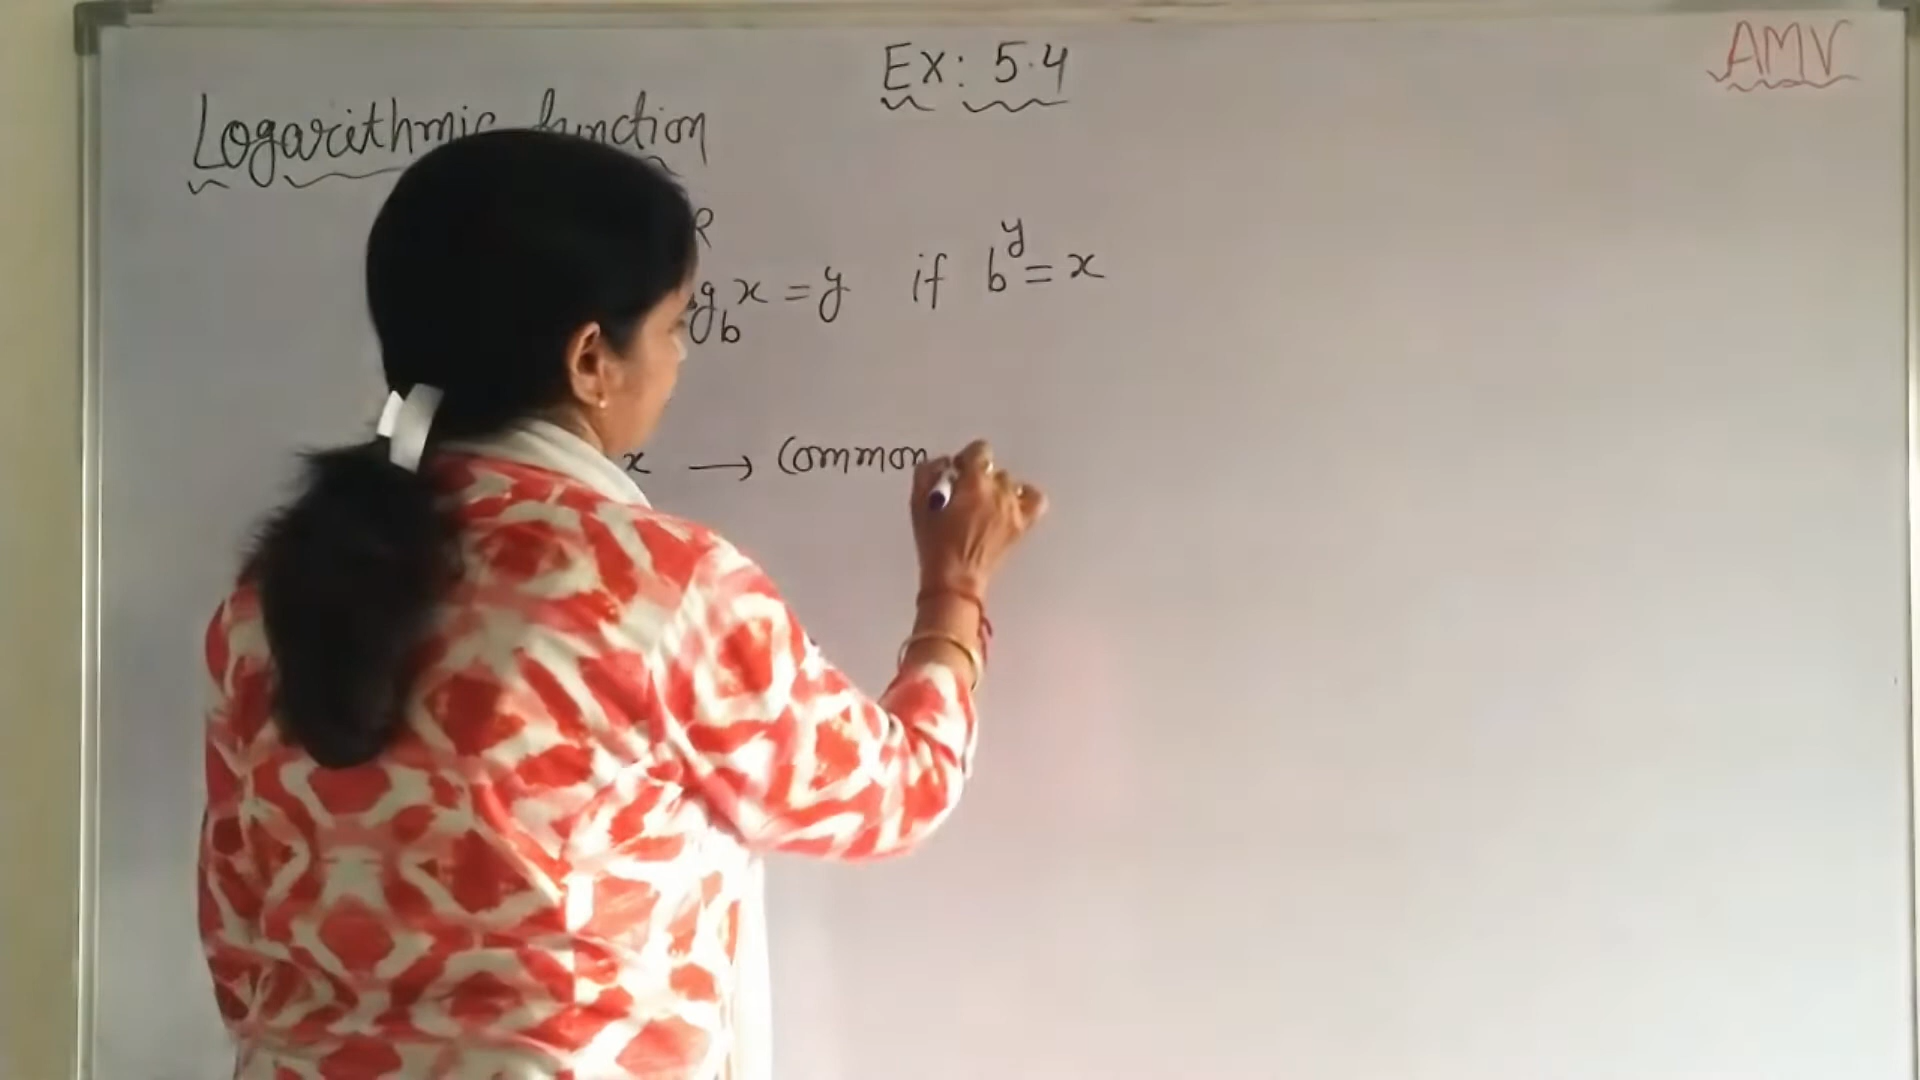 Ex: 5.4
AMV
Logarithmic function
R
g_b x = y if b^y = x
x → Common